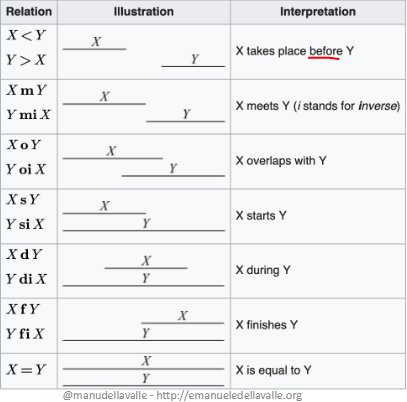 Relation Illustration Interpretation
X < Y
Y > X
X
Y
X takes place before Y
X m Y
Y mi X
X
Y
X meets Y (i stands for inverse)
X o Y
Y oi X
X
Y
X overlaps with Y
X s Y
Y si X
X
Y
X starts Y
X d Y
Y di X
X
Y
X during Y
X f Y
Y fi X
X
Y
X finishes Y
X = Y
X
Y
X is equal to Y
@manudellavalle - http://emanueledellavalle.org